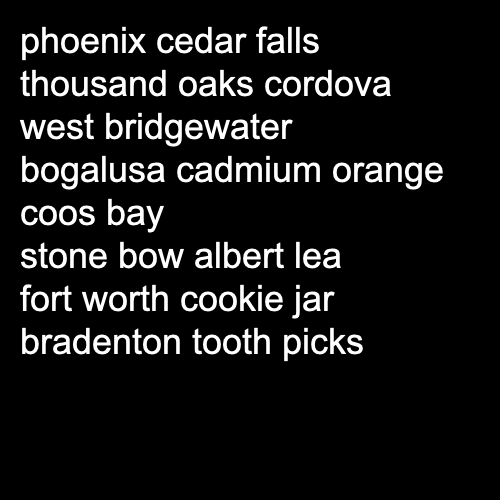 phoenix cedar falls
thousand oaks cordova
west bridgewater
bogalusa cadmium orange
coos bay
stone bow albert lea
fort worth cookie jar
bradenton tooth picks